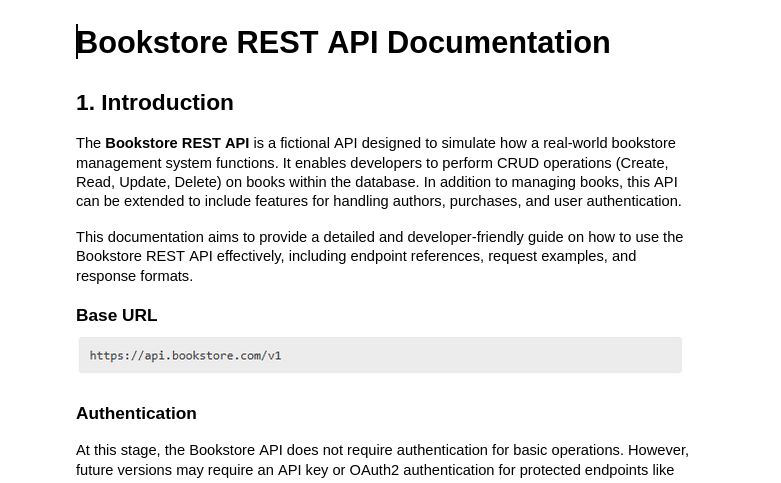 Bookstore REST API Documentation
1. Introduction
The Bookstore REST API is a fictional API designed to simulate how a real-world bookstore
management system functions. It enables developers to perform CRUD operations (Create,
Read, Update, Delete) on books within the database. In addition to managing books, this API
can be extended to include features for handling authors, purchases, and user authentication.
This documentation aims to provide a detailed and developer-friendly guide on how to use the
Bookstore REST API effectively, including endpoint references, request examples, and
response formats.
Base URL
https://api.bookstore.com/v1
Authentication
At this stage, the Bookstore API does not require authentication for basic operations. However,
future versions may require an API key or OAuth2 authentication for protected endpoints like